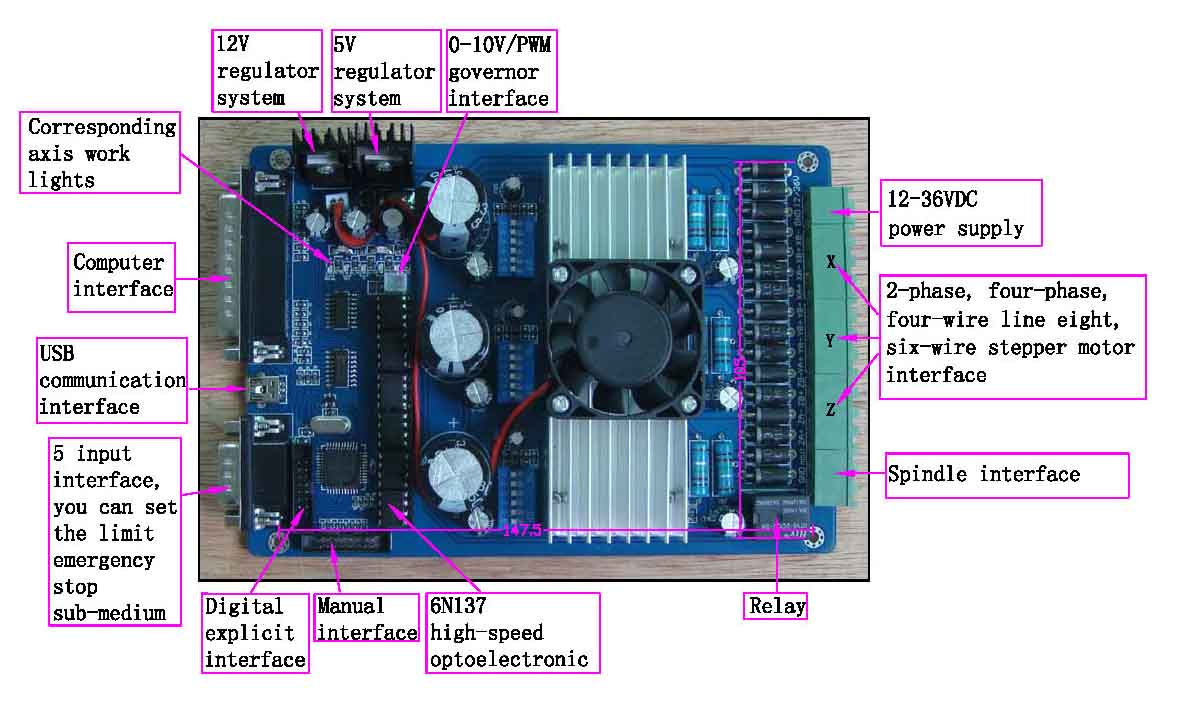 12V
regulator
system
5V
regulator
system
0-10V/PWM
governor
interface
Corresponding
axis work
lights
Computer
interface
USB
communication
interface
5 input
interface,
you can set
the limit
emergency
stop
sub-medium
12-36VDC
power supply
X
Y
Z
2-phase, four-phase,
four-wire line eight,
six-wire stepper motor
interface
Spindle interface
147.5
Digital
explicit
interface
Manual
interface
6N137
high-speed
optoelectronic
Relay